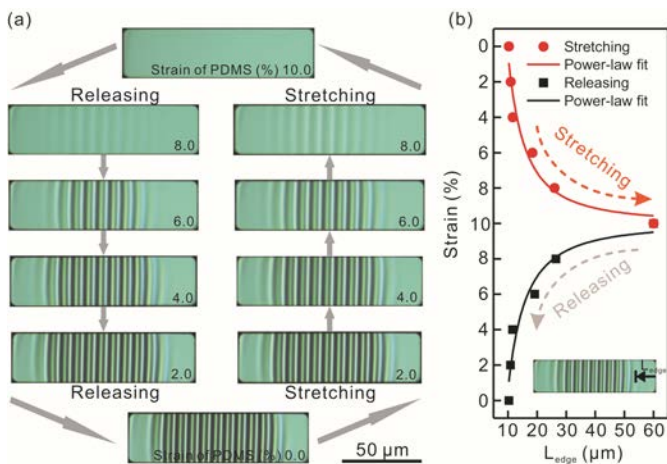 (a)
Strain of PDMS (%) 10.0
Releasing
Stretching
8.0
8.0
6.0
6.0
4.0
4.0
2.0
2.0
Releasing
Stretching
Strain of PDMS (%) 0.0
50 µm
(b)
Stretching
Power-law fit
Releasing
Power-law fit
Stretching
Releasing
Strain (%)
0
2
4
6
8
10
8
6
4
2
0
Ledge
10 20 30 40 50 60
Ledge (µm)